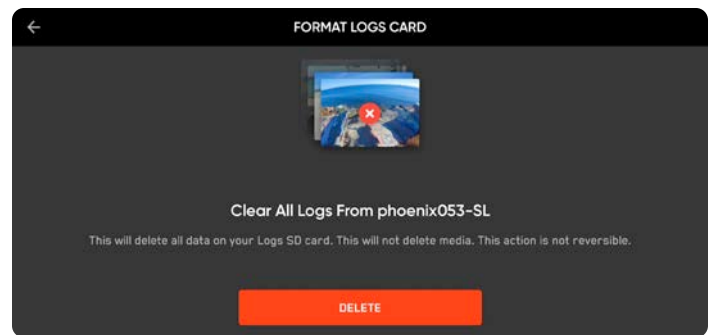 FORMAT LOGS CARD
Clear All Logs From phoenix053-SL
This will delete all data on your Logs SD card. This will not delete media. This action is not reversible.
DELETE